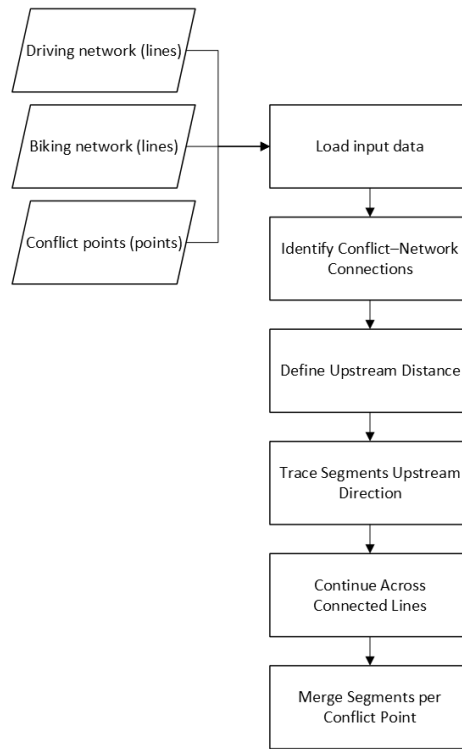 Driving network (lines)
Biking network (lines)
Conflict points (points)
Load input data
Identify Conflict–Network
Connections
Define Upstream Distance
Trace Segments Upstream
Direction
Continue Across
Connected Lines
Merge Segments per
Conflict Point